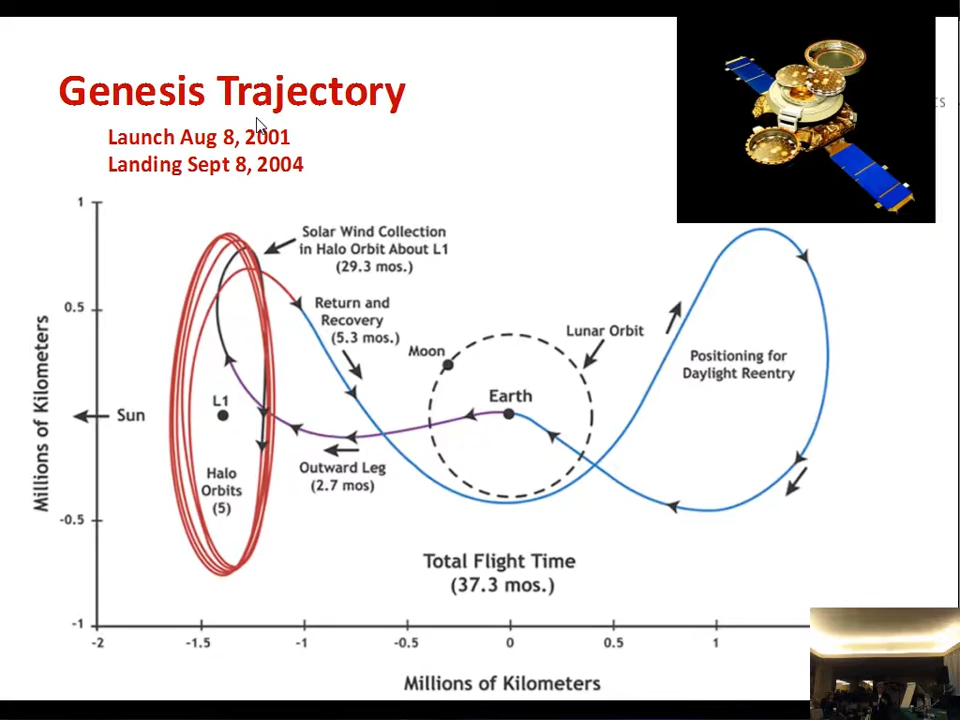 Genesis Trajectory
Launch Aug 8, 2001
Landing Sept 8, 2004
1
0.5
-0.5
-1
Millions of Kilometers
Solar Wind Collection
in Halo Orbit About L1
(29.3 mos.)
Return and
Recovery
(5.3 mos.)
Moon
Lunar Orbit
Positioning for
Daylight Reentry
Earth
L1
Sun
Outward Leg
(2.7 mos)
Halo
Orbits
(5)
Total Flight Time
(37.3 mos.)
-2
-1.5
-1
-0.5
0
0.5
1
Millions of Kilometers